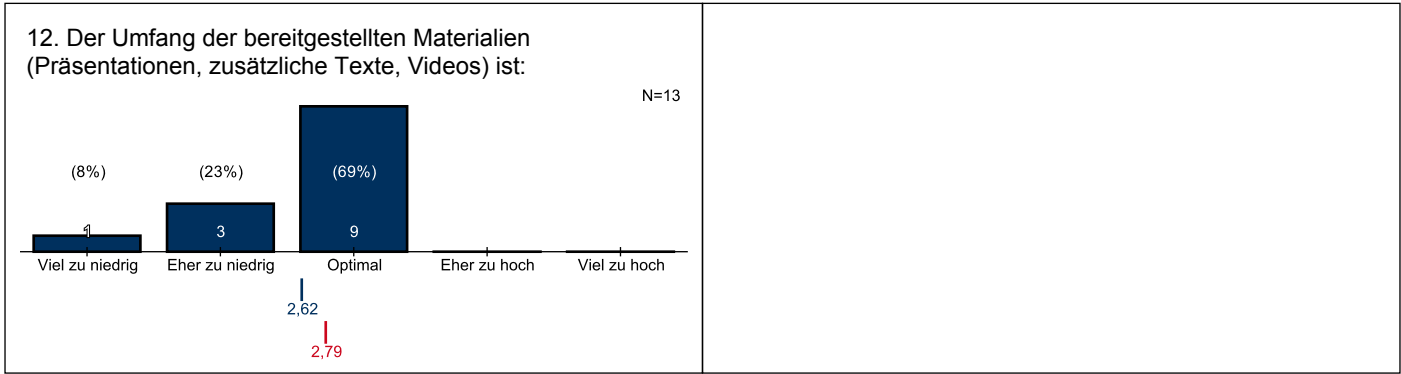 12. Der Umfang der bereitgestellten Materialien
(Präsentationen, zusätzliche Texte, Videos) ist:
N=13
(8%) (23%) (69%)
1 3 9
Viel zu niedrig Eher zu niedrig Optimal Eher zu hoch Viel zu hoch
2,62
2,79